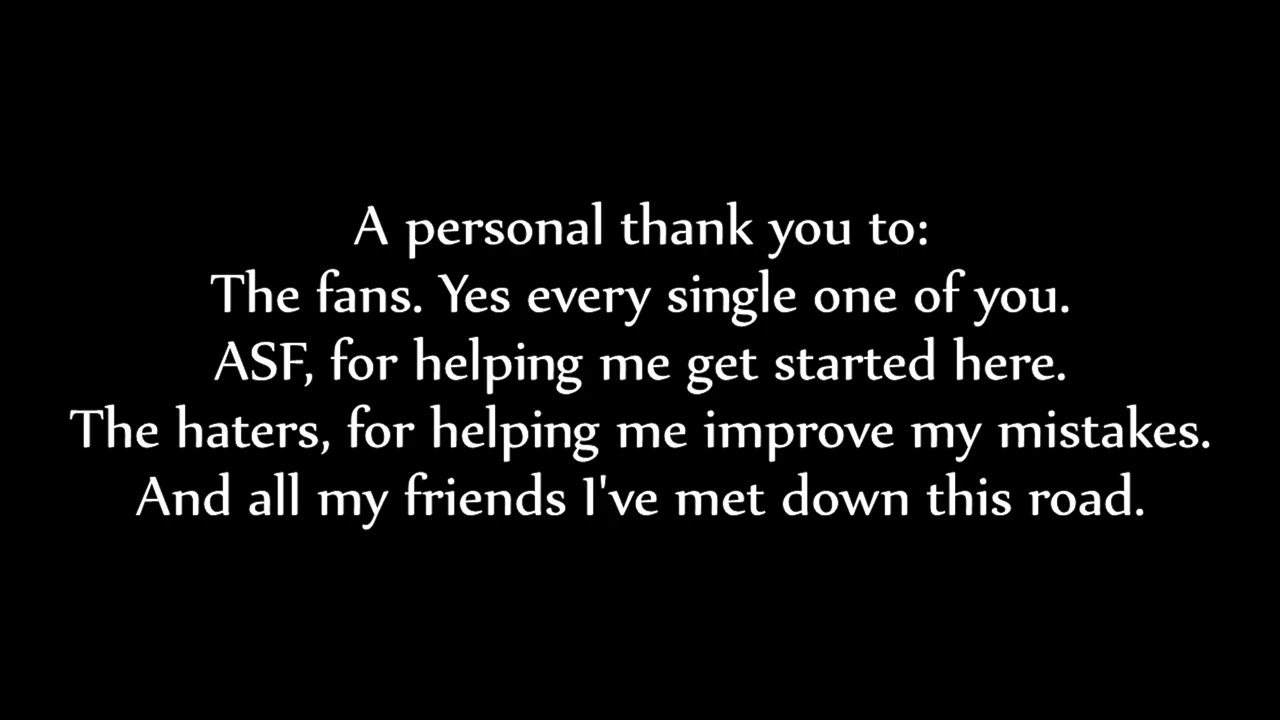 A personal thank you to:
The fans. Yes every single one of you.
ASF, for helping me get started here.
The haters, for helping me improve my mistakes.
And all my friends I've met down this road.